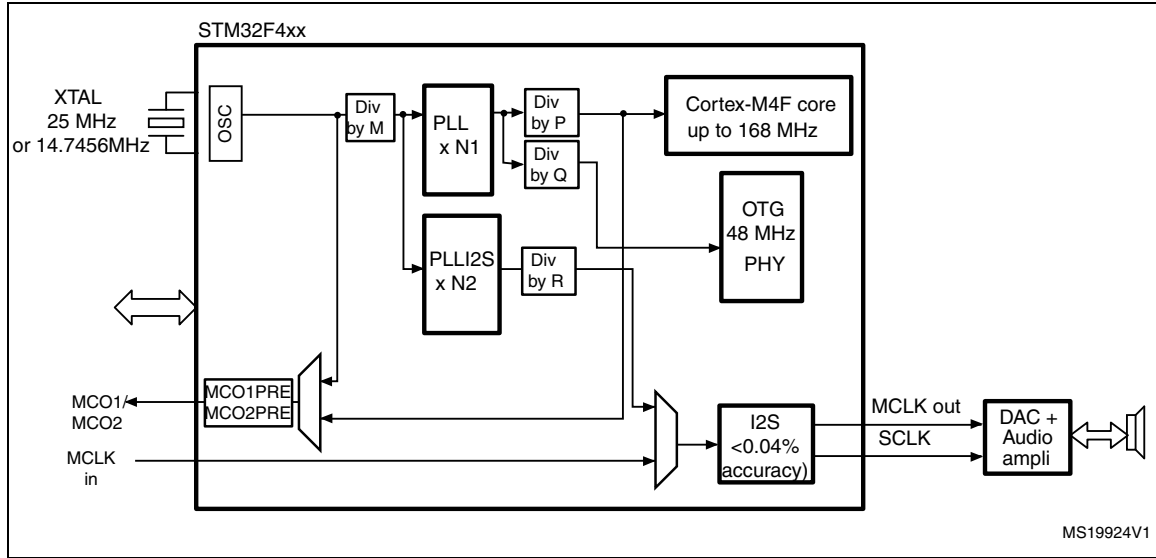 STM32F4xx
XTAL
25 MHz
or 14.7456MHz
OSC
Div
by M
PLL
x N1
Div
by P
Div
by Q
Cortex-M4F core
up to 168 MHz
OTG
48 MHz
PHY
PLLI2S
x N2
Div
by R
MCO1/
MCO2
MCO1PRE
MCO2PRE
MCLK
in
I2S
<0.04%
accuracy)
MCLK out
SCLK
DAC +
Audio
ampli
MS19924V1